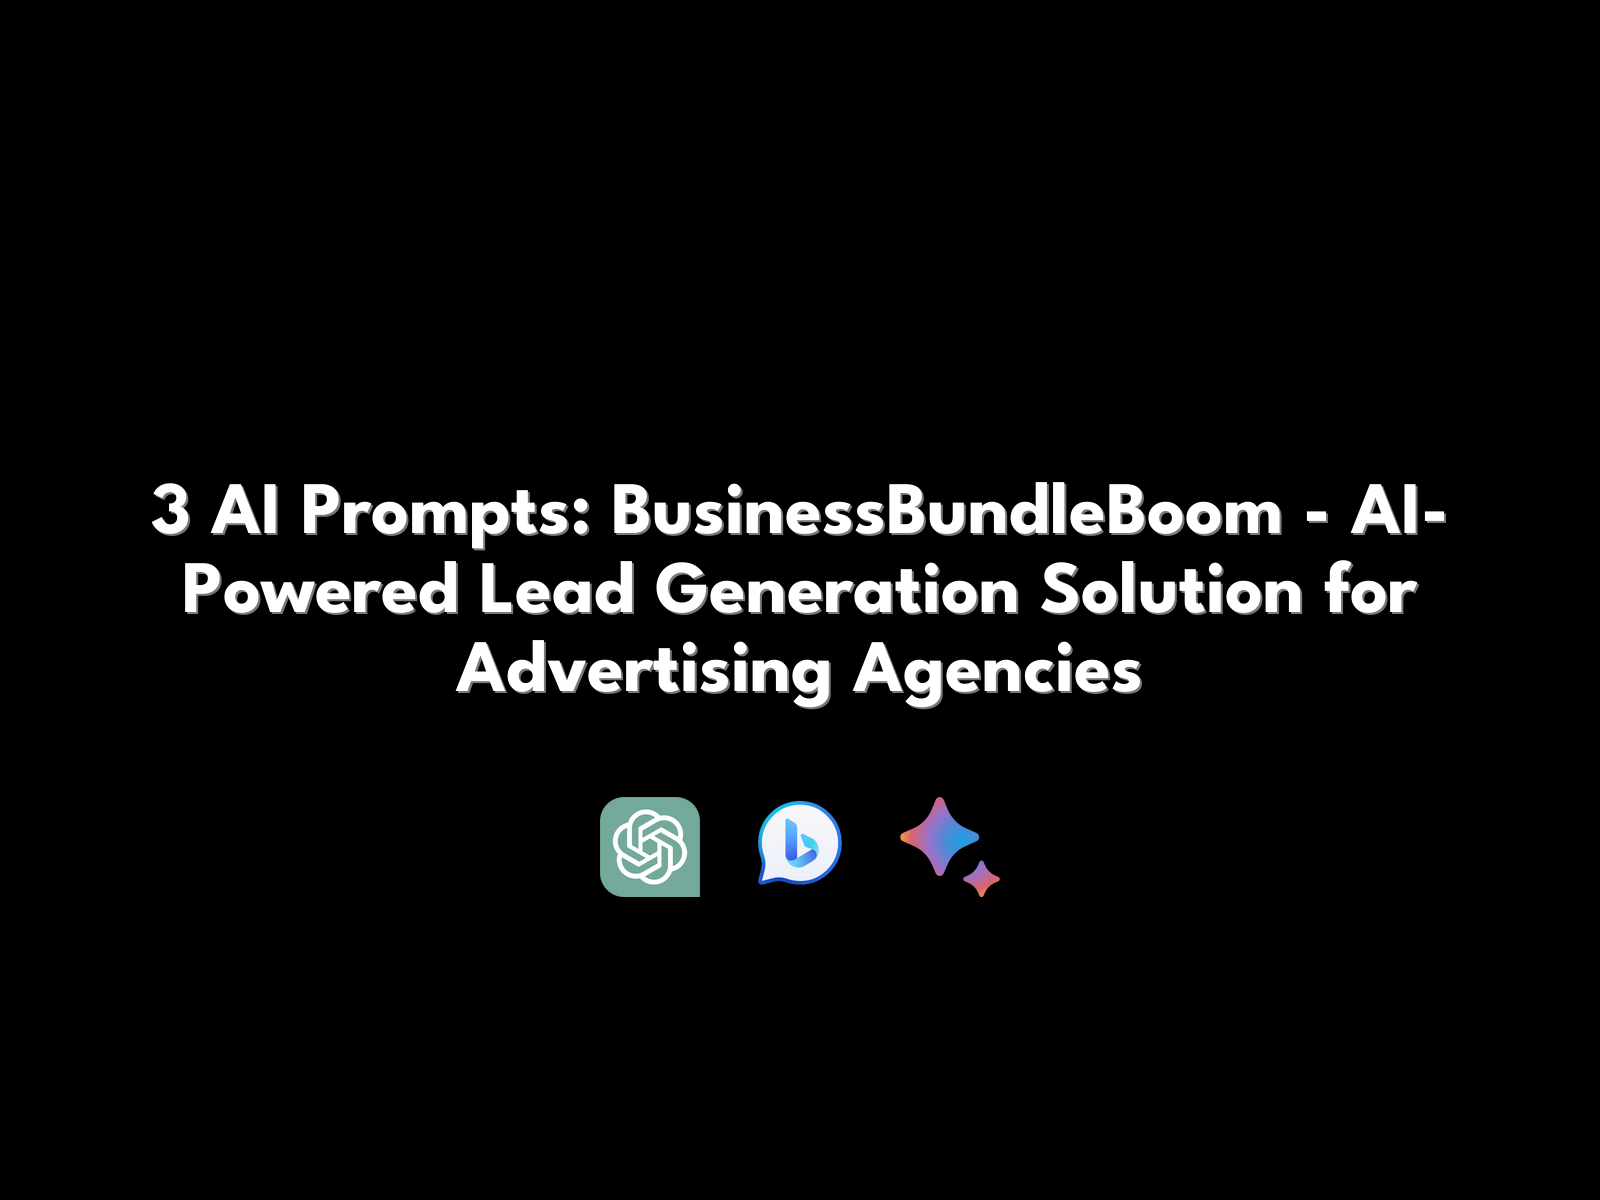 3 AI Prompts: BusinessBundleBoom - AI-
Powered Lead Generation Solution for
Advertising Agencies